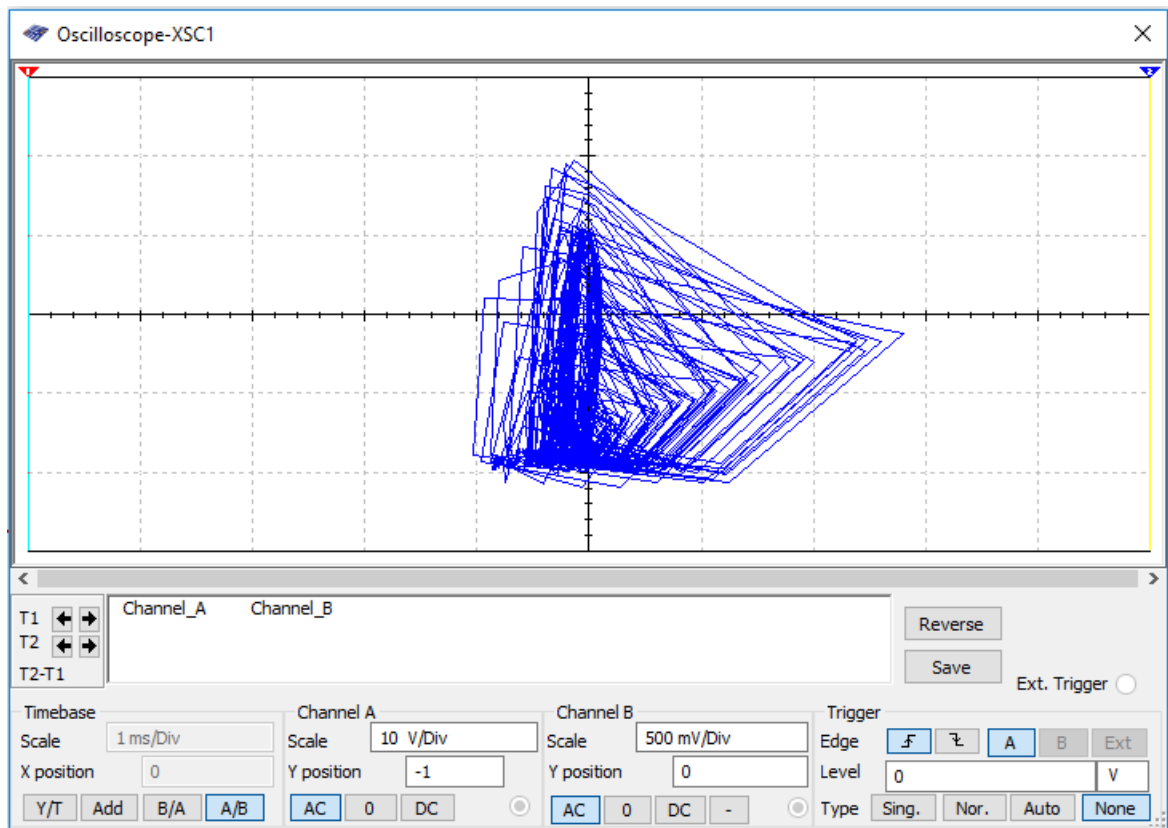 Oscilloscope-XSC1
1
2
T1
T2
T2-T1
Channel_A Channel_B
Reverse
Save
Ext. Trigger
Timebase
Scale 1 ms/Div
X position 0
Y/T Add B/A A/B
Channel A
Scale 10 V/Div
Y position -1
AC 0 DC
Channel B
Scale 500 mV/Div
Y position 0
AC 0 DC -
Trigger
Edge A B Ext
Level 0 V
Type Sing. Nor. Auto None